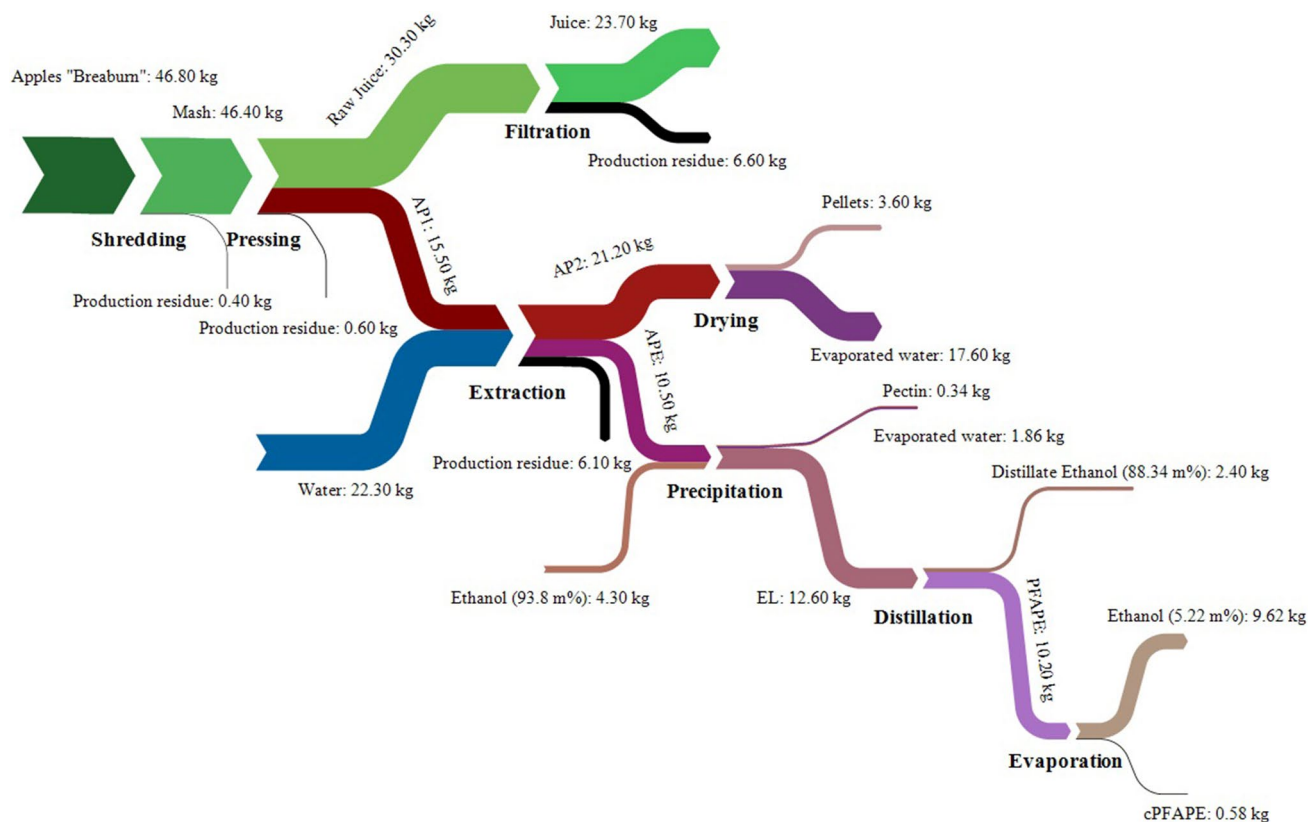 Juice: 23.70 kg
Raw Juice: 30.30 kg
Apples "Breaburn": 46.80 kg
Mash: 46.40 kg
Filtration
Production residue: 6.60 kg
Pellets: 3.60 kg
Shredding
Pressing
AP1: 15.50 kg
AP2: 21.20 kg
Production residue: 0.40 kg
Production residue: 0.60 kg
Drying
Evaporated water: 17.60 kg
APE: 10.50 kg
Extraction
Pectin: 0.34 kg
Evaporated water: 1.86 kg
Production residue: 6.10 kg
Water: 22.30 kg
Precipitation
Distillate Ethanol (88.34 m%): 2.40 kg
Ethanol (93.8 m%): 4.30 kg
EL: 12.60 kg
Distillation
PFAPE: 10.20 kg
Ethanol (5.22 m%): 9.62 kg
Evaporation
cPFAPE: 0.58 kg